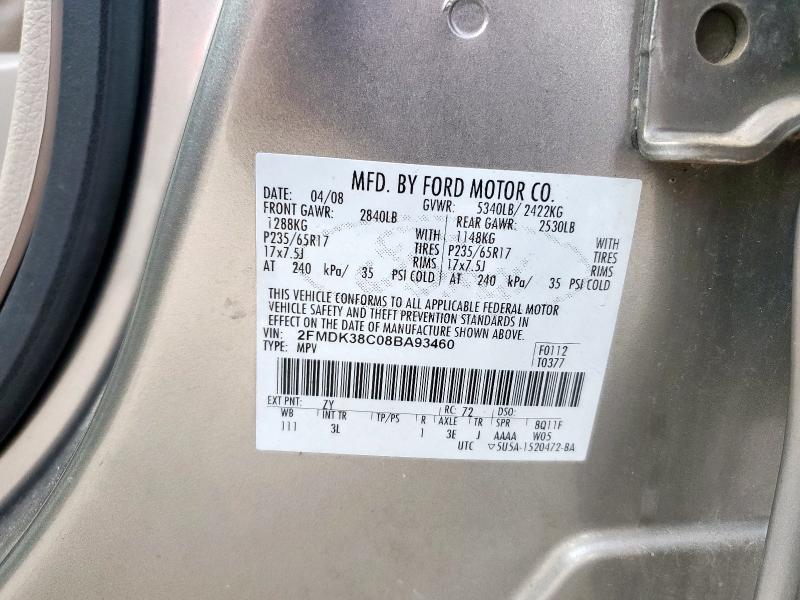 MFD. BY FORD MOTOR CO.
DATE: 04/08 GVWR: 5340LB/ 2422KG
FRONT GAWR: 2840LB REAR GAWR: 2530LB
1288KG WITH 1148KG WITH
P235/65R17 TIRES P235/65R17 TIRES
17x7.5J RIMS 17x7.5J RIMS
AT 240 kPa/ 35 PSI COLD AT 240 kPa/ 35 PSI COLD
THIS VEHICLE CONFORMS TO ALL APPLICABLE FEDERAL MOTOR
VEHICLE SAFETY AND THEFT PREVENTION STANDARDS IN
EFFECT ON THE DATE OF MANUFACTURE SHOWN ABOVE.
VIN: 2FMDK38C08BA93460 F0112
TYPE: MPV T0377
EXT PNT: ZY RC: 72 DSO:
WB INT TR TP/PS R AXLE TR SPR 8Q11F
111 3L 1 3E J AAAA W05
UTC ▽5U5A-1520472-BA